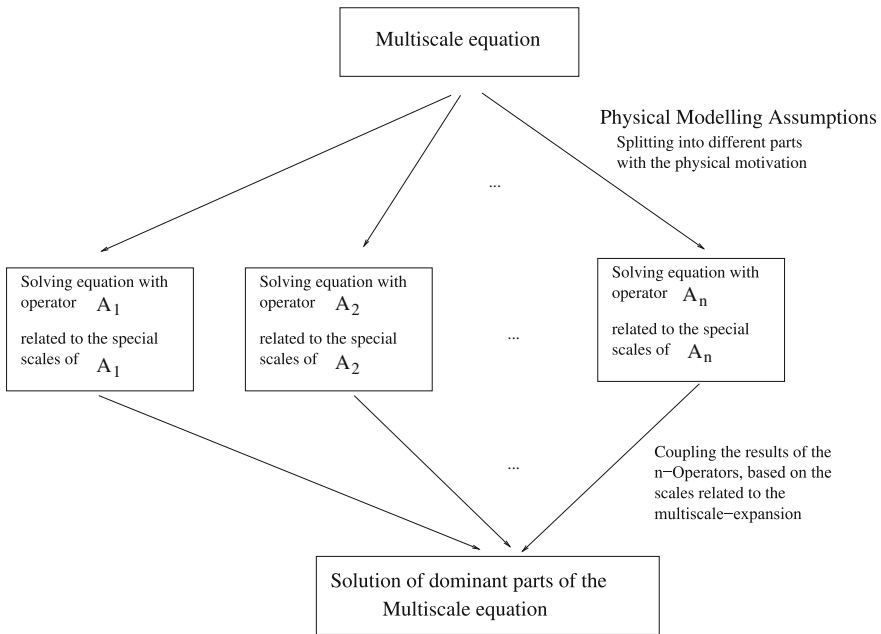 Multiscale equation
Physical Modelling Assumptions
Splitting into different parts
with the physical motivation
...
Solving equation with
operator A1
related to the special
scales of A1
Solving equation with
operator A2
related to the special
scales of A2
...
Solving equation with
operator An
related to the special
scales of An
...
Coupling the results of the
n−Operators, based on the
scales related to the
multiscale−expansion
Solution of dominant parts of the
Multiscale equation